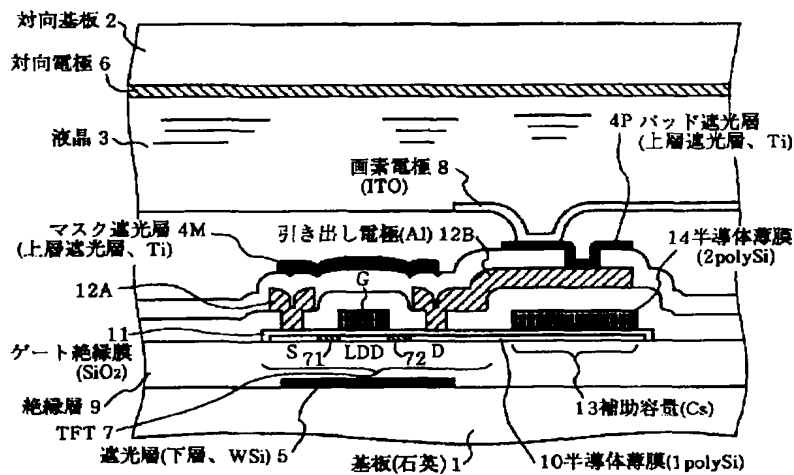 対向基板 2
対向電極 6
液晶 3
4P パッド遮光層
(上層遮光層、Ti)
画素電極 8
(ITO)
マスク遮光層 4M
(上層遮光層、Ti)
引き出し電極(Al) 12B
14半導体薄膜
(2polySi)
12A
G
11
ゲート絶縁膜
(SiO₂)
S 71 LDD 72 D
絶縁層 9
TFT 7
13補助容量(Cs)
遮光層(下層、WSi) 5
基板(石英) 1
10半導体薄膜(1polySi)